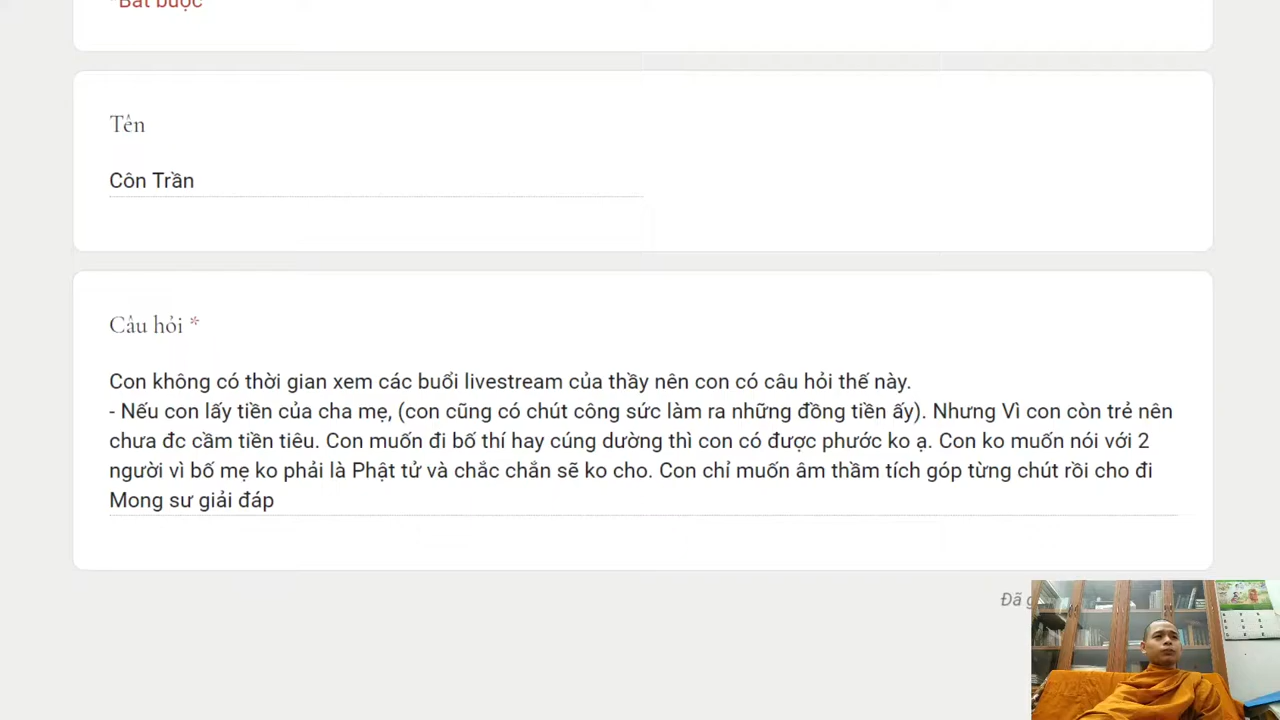 *Bắt buộc
Tên
Côn Trần
Câu hỏi *
Con không có thời gian xem các buổi livestream của thầy nên con có câu hỏi thế này.
- Nếu con lấy tiền của cha mẹ, (con cũng có chút công sức làm ra những đồng tiền ấy). Nhưng Vì con còn trẻ nên
chưa đc cầm tiền tiêu. Con muốn đi bố thí hay cúng dường thì con có được phước ko ạ. Con ko muốn nói với 2
người vì bố mẹ ko phải là Phật tử và chắc chắn sẽ ko cho. Con chỉ muốn âm thầm tích góp từng chút rồi cho đi
Mong sư giải đáp
Đã